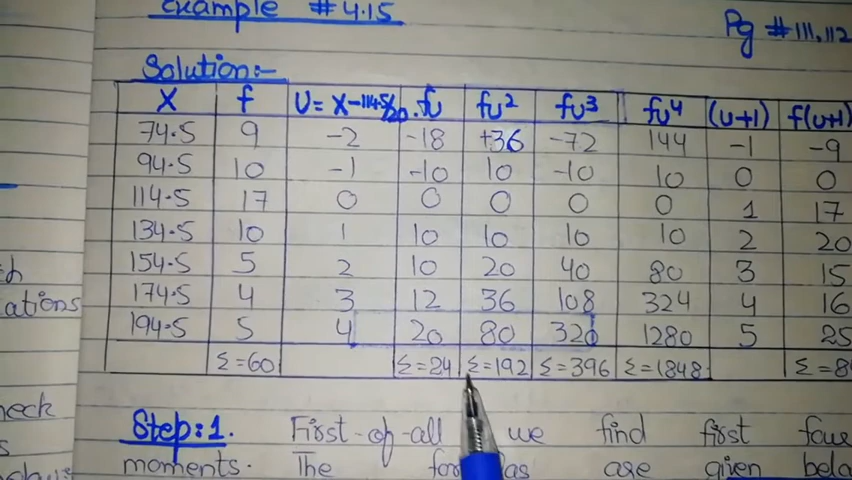 Example #4.15
Pg #111,112
Solution:-
X f U= X-114.5/20 fu fu² fu³ fu⁴ (u+1) f(u+1)
74.5 9 -2 -18 +36 -72 144 -1 -9
94.5 10 -1 -10 10 -10 10 0 0
114.5 17 0 0 0 0 0 1 17
134.5 10 1 10 10 10 10 2 20
154.5 5 2 10 20 40 80 3 15
174.5 4 3 12 36 108 324 4 16
194.5 5 4 20 80 320 1280 5 25
Σ=60 Σ=24 Σ=192 Σ=396 Σ=1848 Σ=8
ations
Step:1. First-of-all we find first four
moments. The are given